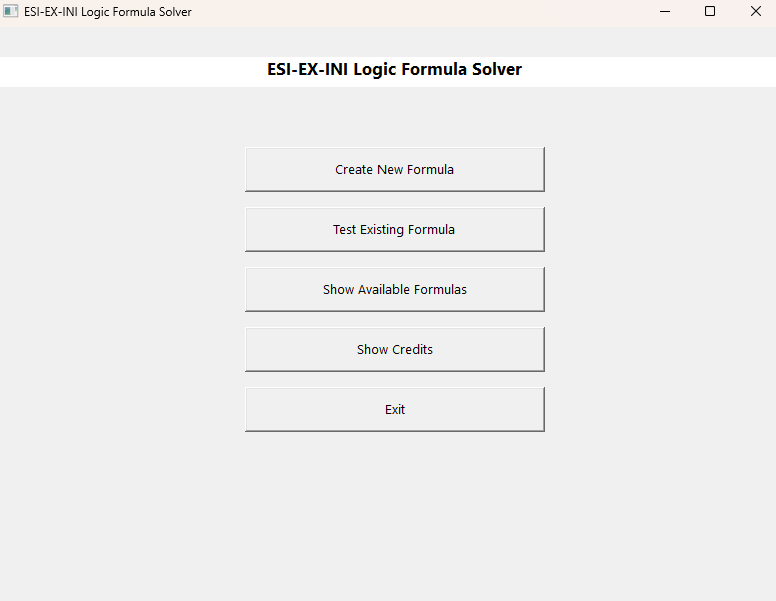 ESI-EX-INI Logic Formula Solver
ESI-EX-INI Logic Formula Solver
Create New Formula
Test Existing Formula
Show Available Formulas
Show Credits
Exit